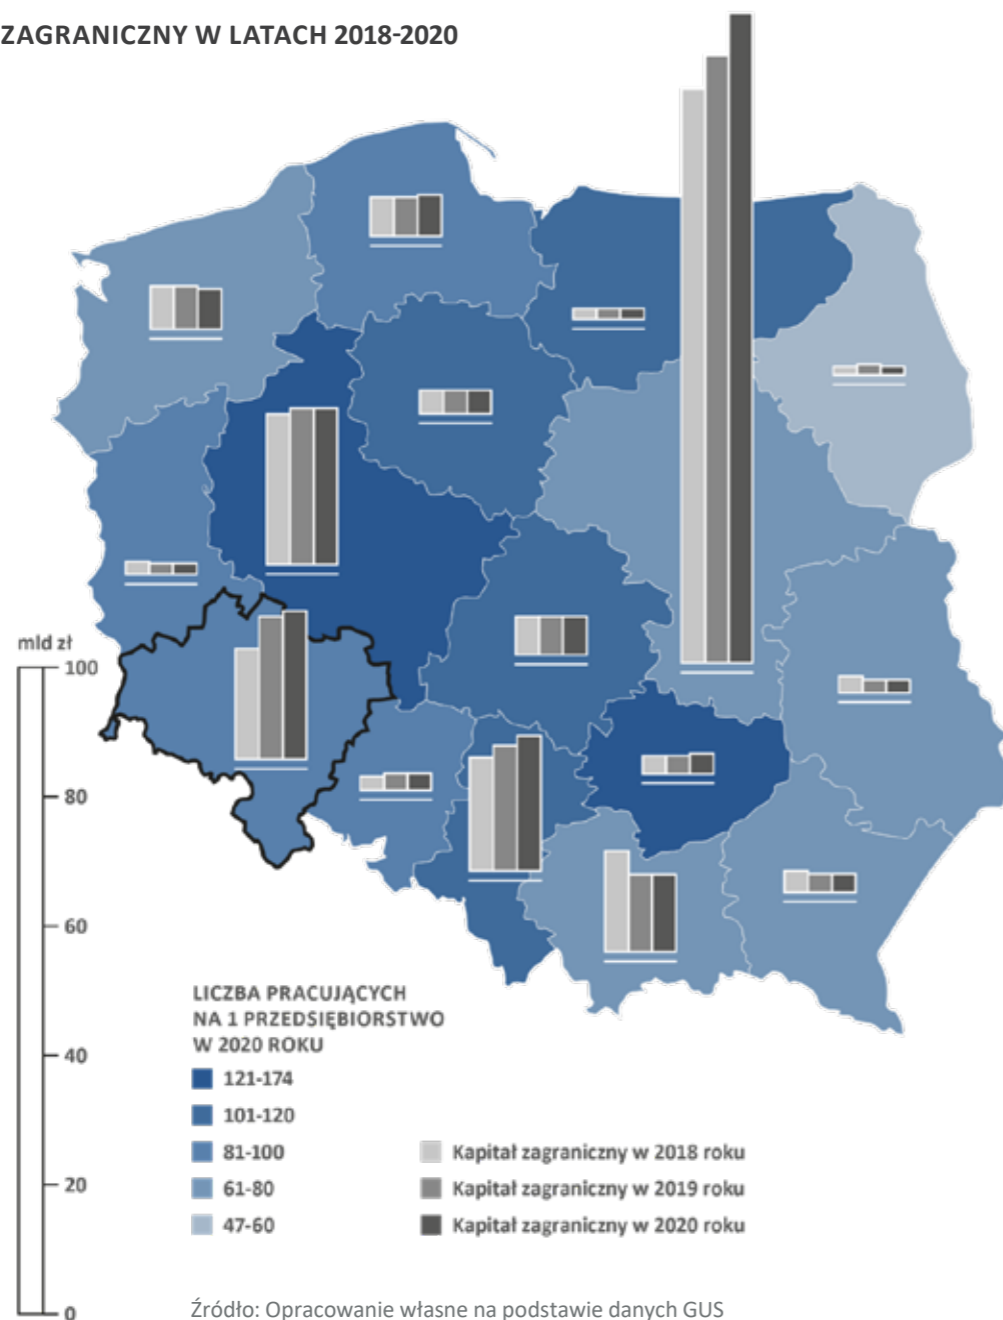 ZAGRANICZNY W LATACH 2018-2020
mld zł
100
80
60
40
20
0
LICZBA PRACUJĄCYCH
NA 1 PRZEDSIĘBIORSTWO
W 2020 ROKU
121-174
101-120
81-100
61-80
47-60
Kapitał zagraniczny w 2018 roku
Kapitał zagraniczny w 2019 roku
Kapitał zagraniczny w 2020 roku
Źródło: Opracowanie własne na podstawie danych GUS